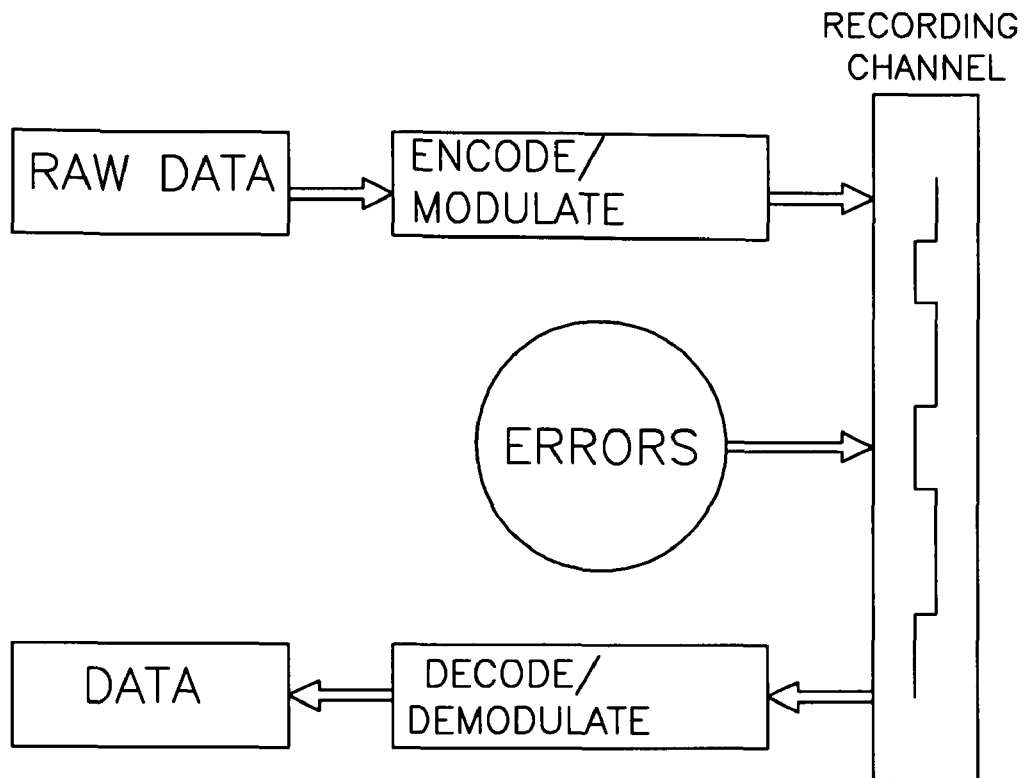 RECORDING
CHANNEL
RAW DATA
ENCODE/
MODULATE
ERRORS
DATA
DECODE/
DEMODULATE